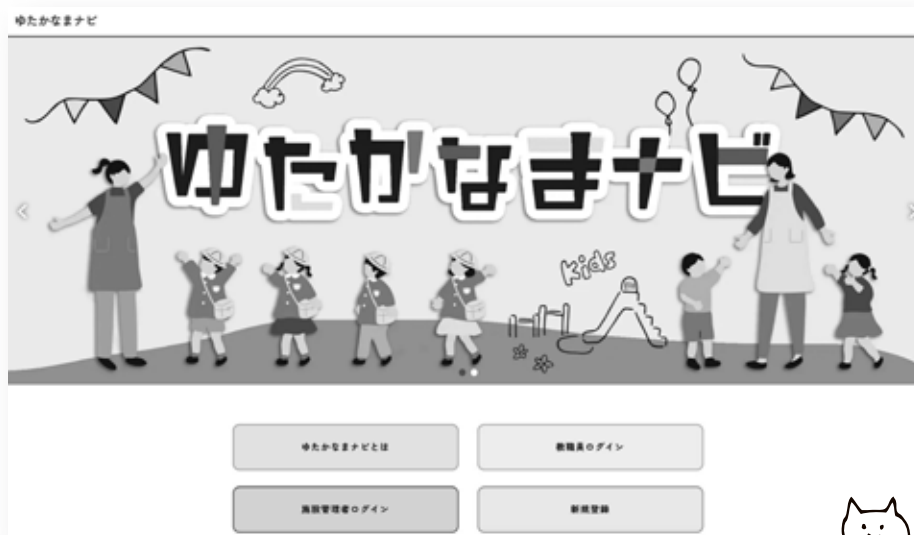 ゆたかなまナビ
ゆたかなまナビ
kids
ゆたかなまナビとは
教職員ログイン
施設管理者ログイン
新規登録